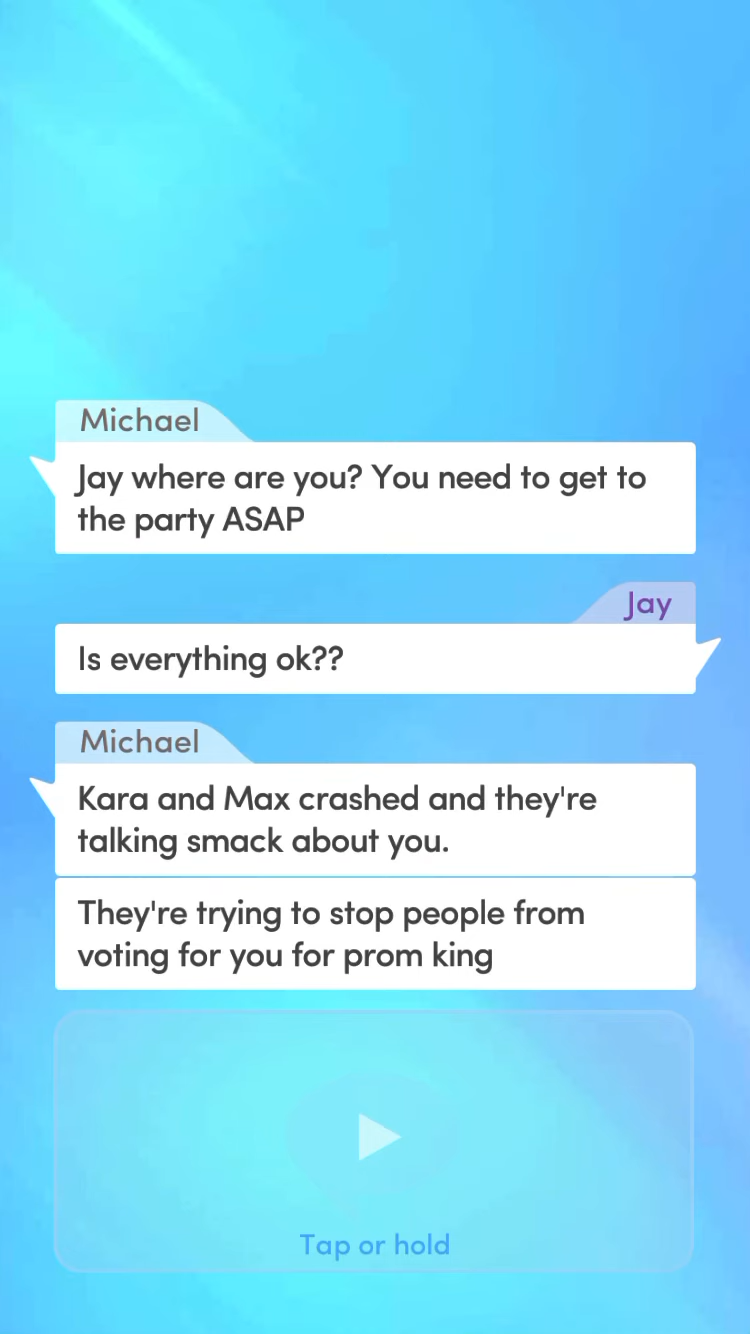 Michael
Jay where are you? You need to get to
the party ASAP
Jay
Is everything ok??
Michael
Kara and Max crashed and they're
talking smack about you.
They're trying to stop people from
voting for you for prom king
Tap or hold